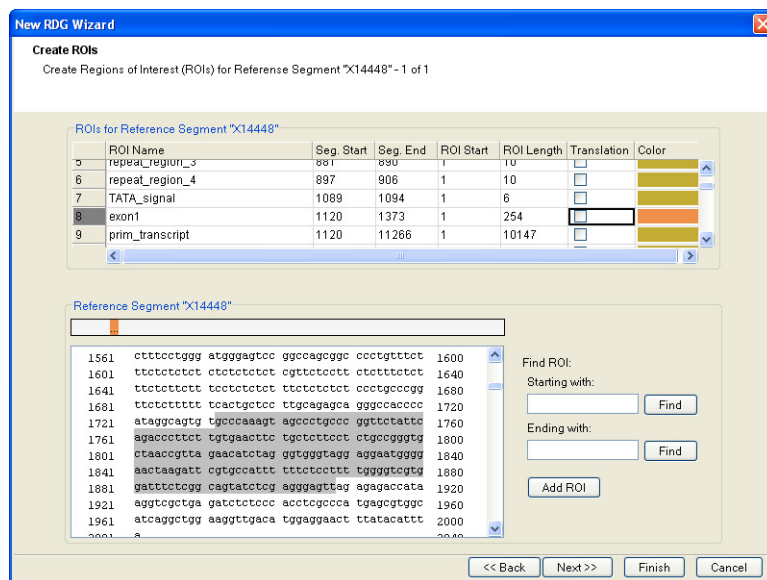 New RDG Wizard
Create ROIs
Create Regions of Interest (ROIs) for Referense Segment "X14448" - 1 of 1
ROIs for Reference Segment "X14448"
ROI Name Seg. Start Seg. End ROI Start ROI Length Translation Color
5 repeat_region_3 881 890 1 10
6 repeat_region_4 897 906 1 10
7 TATA_signal 1089 1094 1 6
8 exon1 1120 1373 1 254
9 prim_transcript 1120 11266 1 10147
Reference Segment "X14448"
...
1561 ctttcctggg atgggagtcc ggccagcggc cccctgtttct 1600
1601 ttctctctct ctctctctct cgttctcctt ctctttctct 1640
1641 ttctcttctt tcctctctct ttctctctct ccctgcccgg 1680
1681 ttctcttttt tcactgctcc ttgcagagca gggccacccc 1720
1721 ataggcagtg tgcccaaagt agccctgccc ggttctattc 1760
1761 agacccttct tgtgaacttc tgctcttcct ctgccgggtg 1800
1801 ctaaccgtta gaacatctag ggtgggtagg aggaatgggg 1840
1841 aactaagatt cgtgccattt tttctccttt tggggtcgtg 1880
1881 gatttctcgg cagtatctcg agggagttag agagaccata 1920
1921 aggtcgctga gatctctccc acctcgccca tgagcgtggc 1960
1961 atcaggctgg aaggttgaca tggaggaact ttatacattt 2000
Find ROI:
Starting with:
Find
Ending with:
Find
Add ROI
<< Back Next >> Finish Cancel